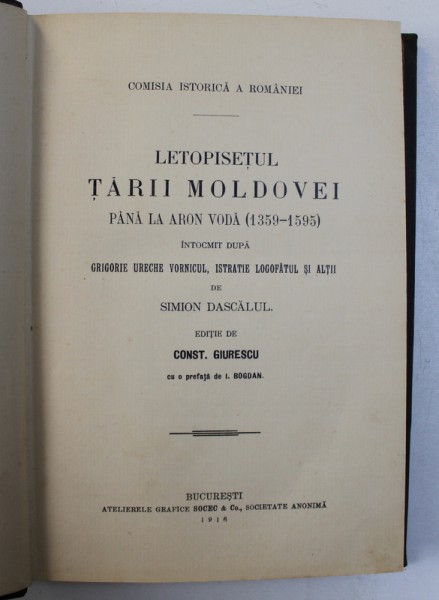 COMISIA ISTORICĂ A ROMÂNIEI
LETOPISEȚUL
ȚĂRII MOLDOVEI
PÂNĂ LA ARON VODĂ (1359–1595)
ÎNTOCMIT DUPĂ
GRIGORIE URECHE VORNICUL, ISTRATIE LOGOFĂTUL ȘI ALȚII
DE
SIMION DASCĂLUL.
EDIȚIE DE
CONST. GIURESCU
cu o prefață de I. BOGDAN.
BUCUREȘTI
ATELIERELE GRAFICE SOCEC & Co., SOCIETATE ANONIMĂ
1916